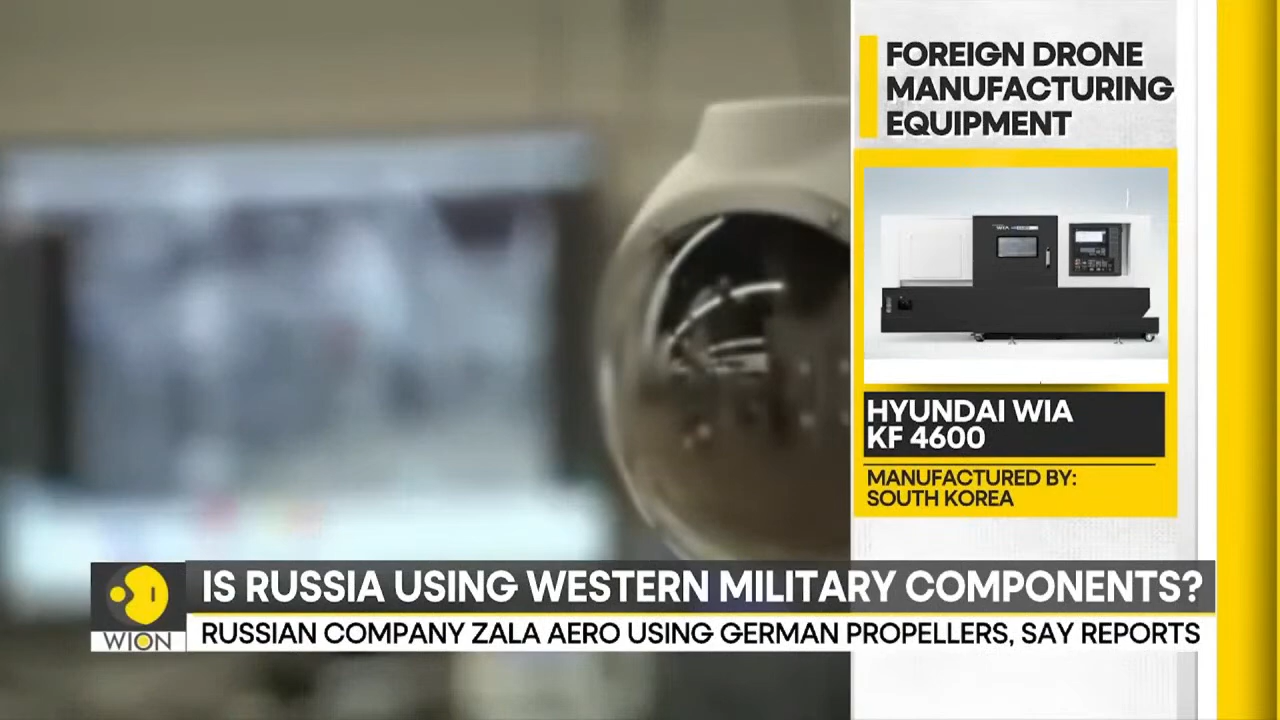 FOREIGN DRONE
MANUFACTURING
EQUIPMENT
WIA
HYUNDAI WIA
KF 4600
MANUFACTURED BY:
SOUTH KOREA
IS RUSSIA USING WESTERN MILITARY COMPONENTS?
RUSSIAN COMPANY ZALA AERO USING GERMAN PROPELLERS, SAY REPORTS
WION